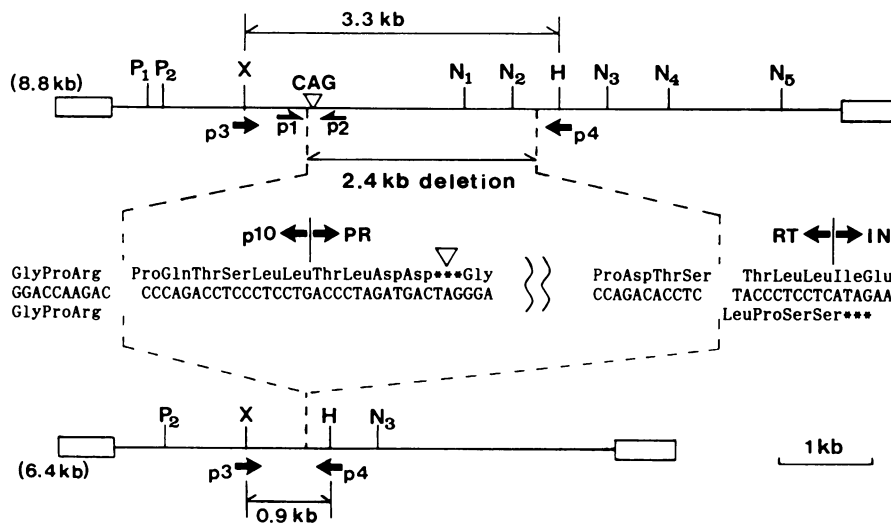 3.3 kb
(8.8 kb)
P₁ P₂ X CAG N₁ N₂ H N₃ N₄ N₅
p3 p1 p2 p4
2.4 kb deletion
p10 PR RT IN
GlyProArg ProGlnThrSerLeuLeuThrLeuAspAsp***Gly ProAspThrSer ThrLeuLeuIleGlu
GGACCAAGAC CCCAGACCTCCCTCCTGACCCTAGATGACTAGGGA CCAGACACCTC TACCCTCCTCATAGAA
GlyProArg LeuProSerSer***
P₂ X H N₃
(6.4 kb)
p3 p4
1 kb
0.9 kb